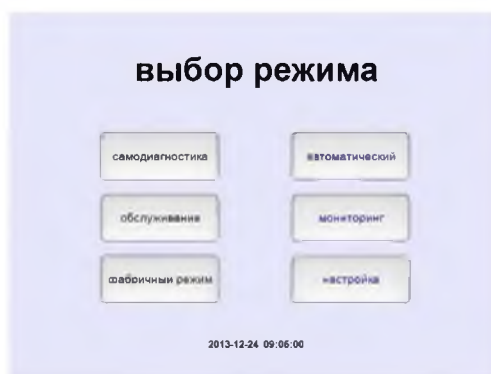 выбор режима
самодиагностика
автоматический
обслуживание
мониторинг
фабричный режим
настройка
2013-12-24 09:06:00